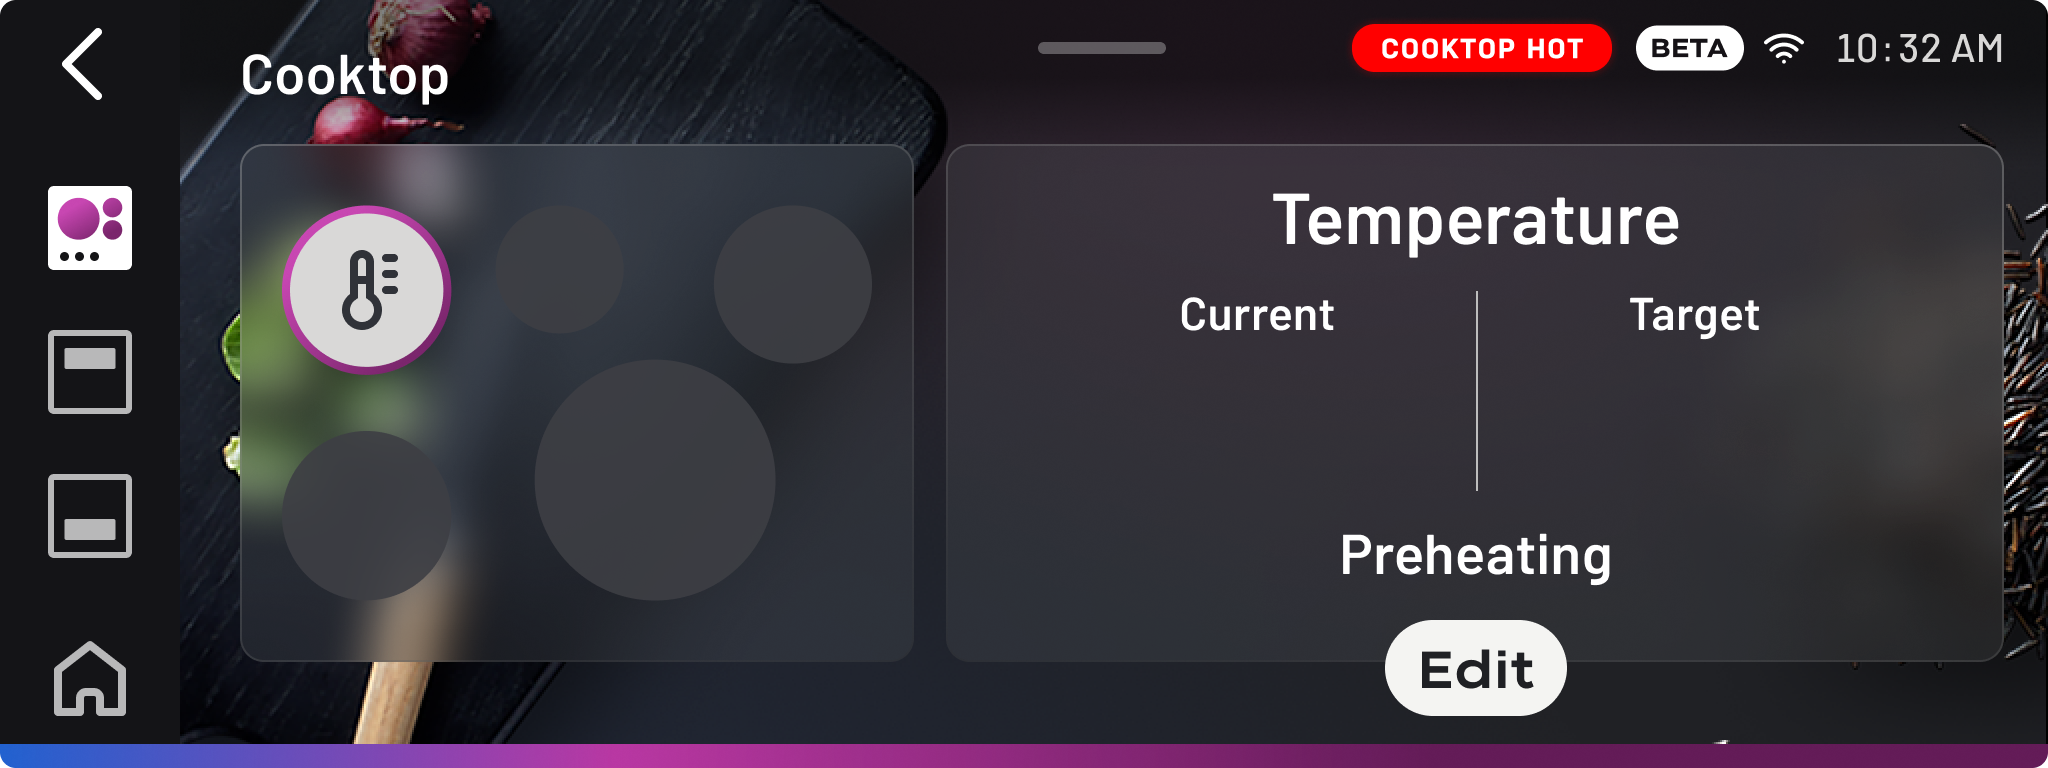 Cooktop
COOKTOP HOT
BETA
10:32 AM
Temperature
Current
Target
Preheating
Edit